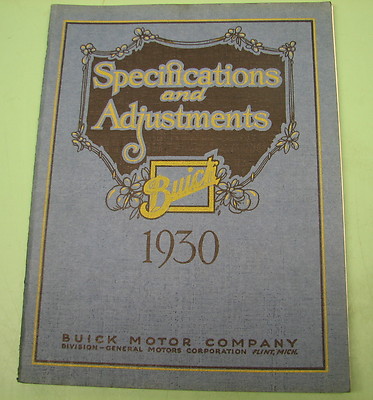 Specifications
and
Adjustments
Buick
1930
BUICK MOTOR COMPANY
DIVISION-GENERAL MOTORS CORPORATION FLINT, MICH.